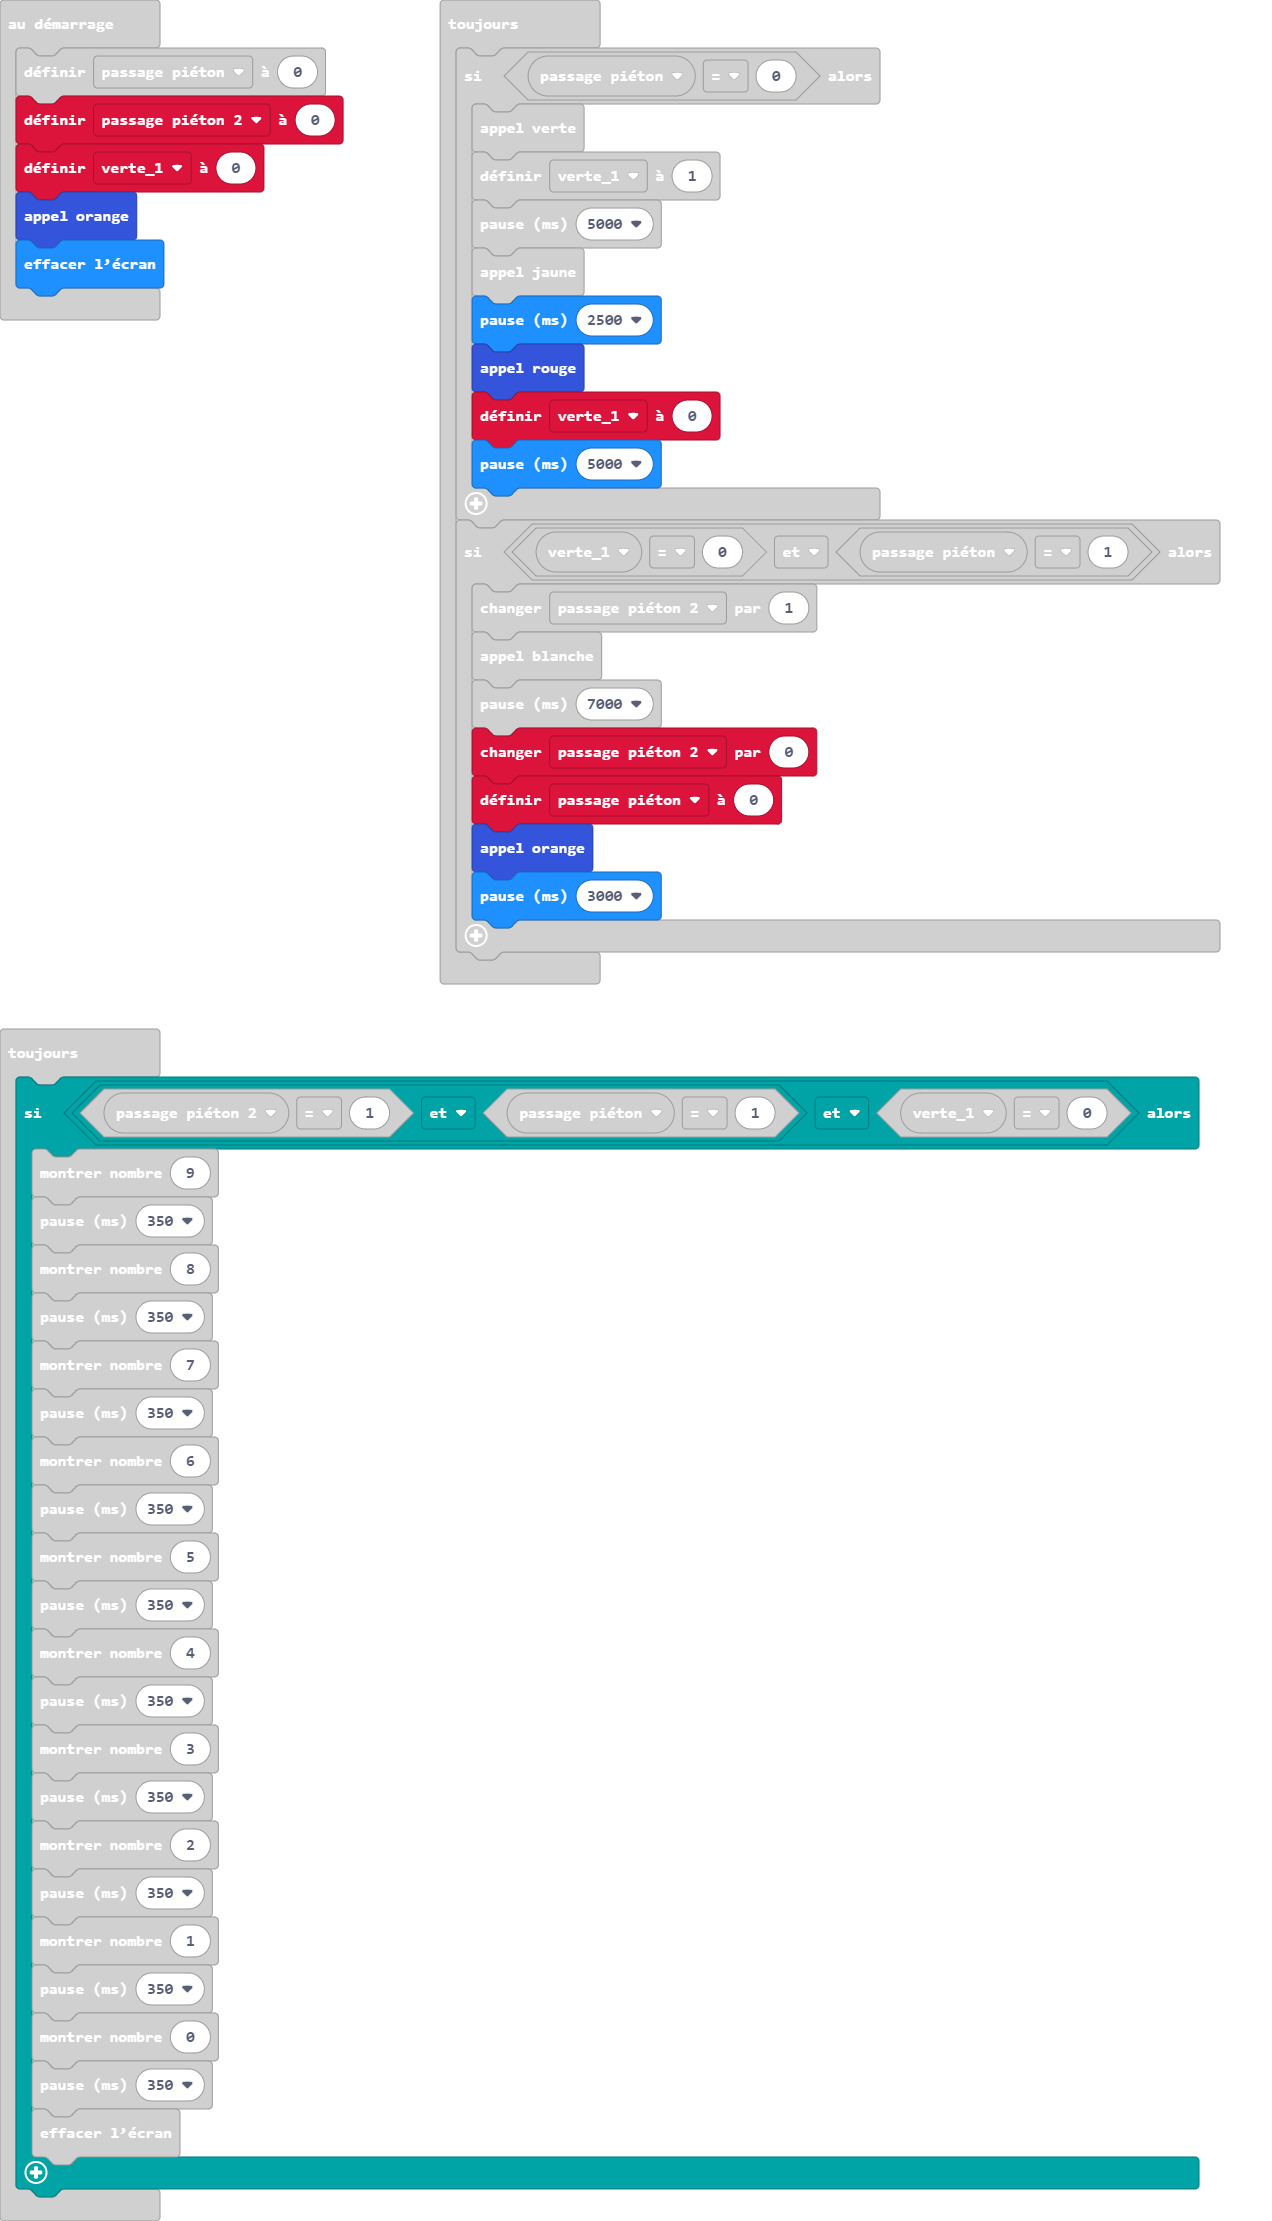 au démarrage
définir passage piéton à 0
définir passage piéton 2 à 0
définir verte_1 à 0
appel orange
effacer l’écran
toujours
si passage piéton = 0 alors
appel verte
définir verte_1 à 1
pause (ms) 5000
appel jaune
pause (ms) 2500
appel rouge
définir verte_1 à 0
pause (ms) 5000
si verte_1 = 0 et passage piéton = 1 alors
changer passage piéton 2 par 1
appel blanche
pause (ms) 7000
changer passage piéton 2 par 0
définir passage piéton à 0
appel orange
pause (ms) 3000
toujours
si passage piéton 2 = 1 et passage piéton = 1 et verte_1 = 0 alors
montrer nombre 9
pause (ms) 350
montrer nombre 8
pause (ms) 350
montrer nombre 7
pause (ms) 350
montrer nombre 6
pause (ms) 350
montrer nombre 5
pause (ms) 350
montrer nombre 4
pause (ms) 350
montrer nombre 3
pause (ms) 350
montrer nombre 2
pause (ms) 350
montrer nombre 1
pause (ms) 350
montrer nombre 0
pause (ms) 350
effacer l’écran